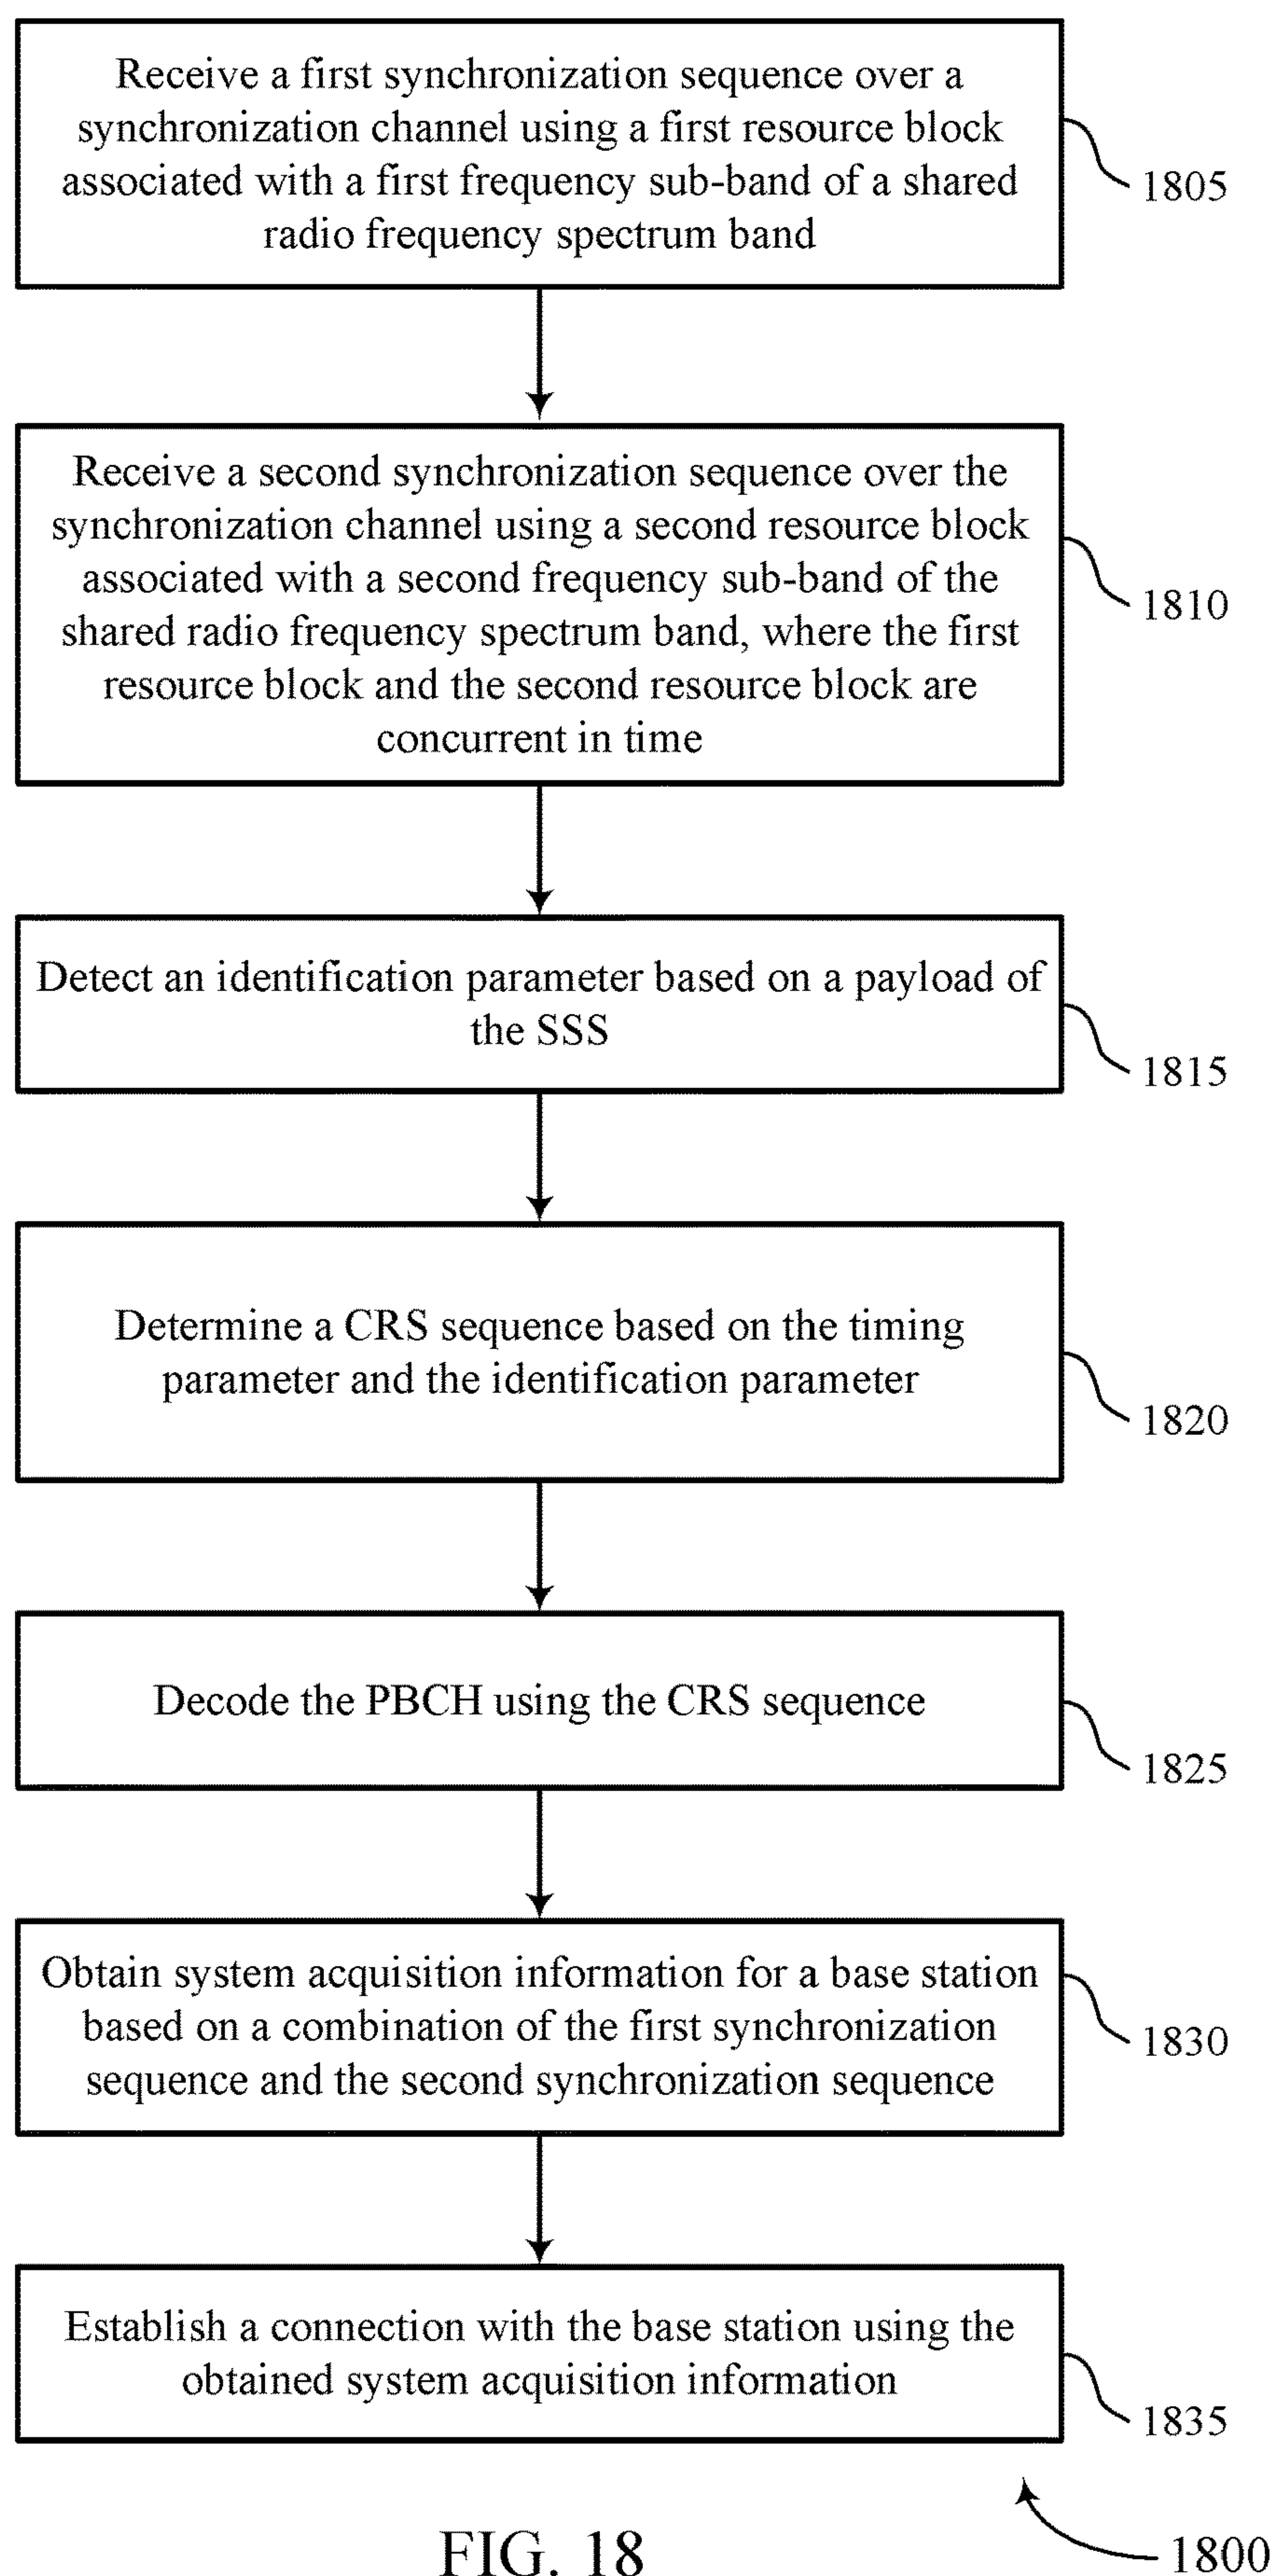 Receive a first synchronization sequence over a
synchronization channel using a first resource block
associated with a first frequency sub-band of a shared
radio frequency spectrum band
1805
Receive a second synchronization sequence over the
synchronization channel using a second resource block
associated with a second frequency sub-band of the
shared radio frequency spectrum band, where the first
resource block and the second resource block are
concurrent in time
1810
Detect an identification parameter based on a payload of
the SSS
1815
Determine a CRS sequence based on the timing
parameter and the identification parameter
1820
Decode the PBCH using the CRS sequence
1825
Obtain system acquisition information for a base station
based on a combination of the first synchronization
sequence and the second synchronization sequence
1830
Establish a connection with the base station using the
obtained system acquisition information
1835
FIG. 18
1800